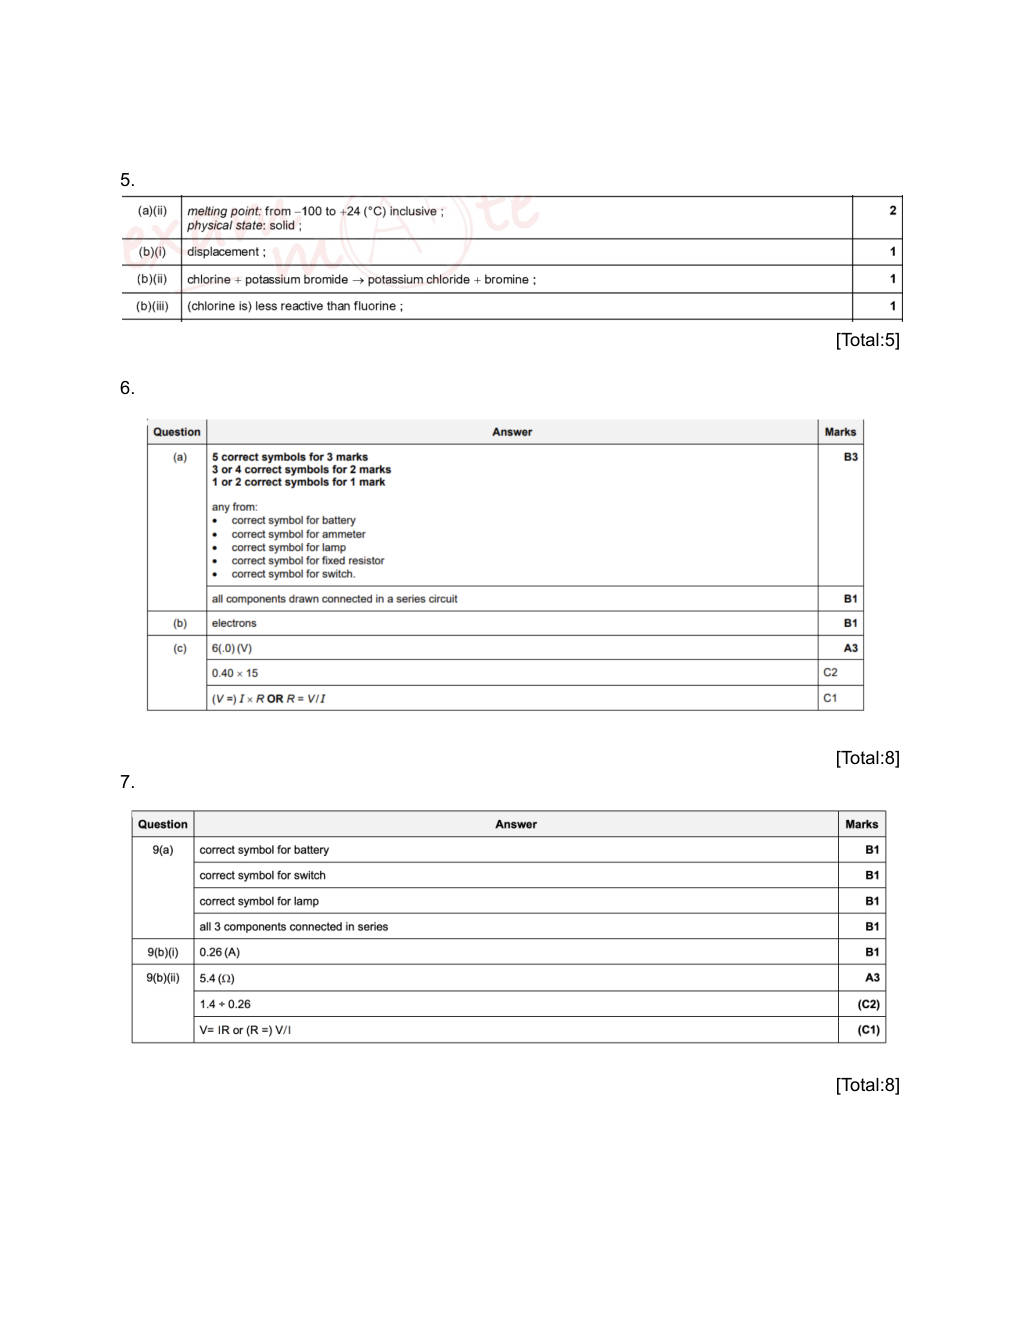 5.
exam mate
(a)(ii) melting point: from −100 to +24 (°C) inclusive ; 2
physical state: solid ;
(b)(i) displacement ; 1
(b)(ii) chlorine + potassium bromide → potassium chloride + bromine ; 1
(b)(iii) (chlorine is) less reactive than fluorine ; 1
[Total:5]
6.
Question Answer Marks
(a) 5 correct symbols for 3 marks B3
3 or 4 correct symbols for 2 marks
1 or 2 correct symbols for 1 mark
any from:
• correct symbol for battery
• correct symbol for ammeter
• correct symbol for lamp
• correct symbol for fixed resistor
• correct symbol for switch.
all components drawn connected in a series circuit B1
(b) electrons B1
(c) 6(.0) (V) A3
0.40 × 15 C2
(V =) I × R OR R = V/I C1
[Total:8]
7.
Question Answer Marks
9(a) correct symbol for battery B1
correct symbol for switch B1
correct symbol for lamp B1
all 3 components connected in series B1
9(b)(i) 0.26 (A) B1
9(b)(ii) 5.4 (Ω) A3
1.4 ÷ 0.26 (C2)
V= IR or (R =) V/I (C1)
[Total:8]